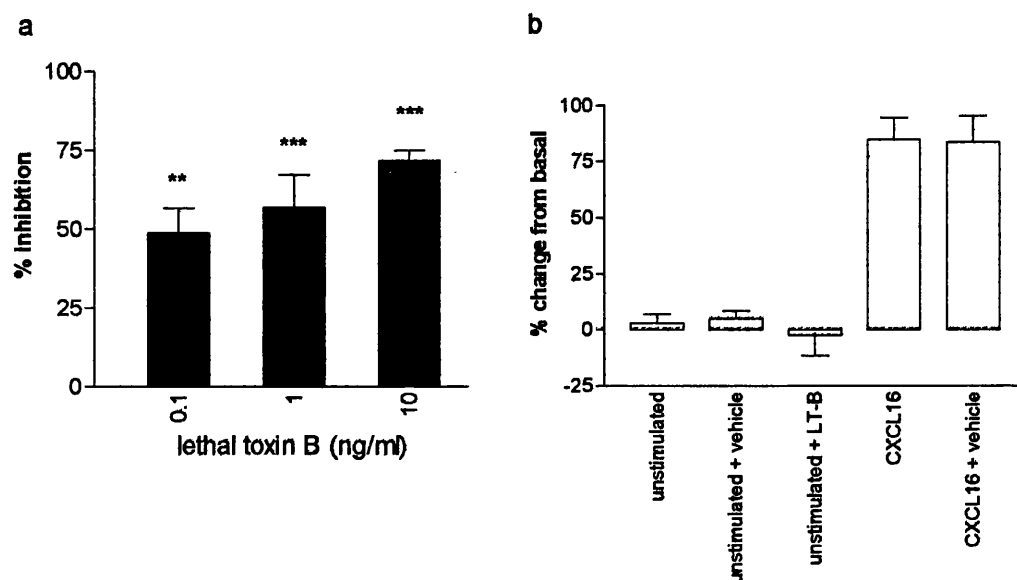 a
100
75
50
25
0
% Inhibition
**
***
***
0.1
1
10
lethal toxin B (ng/ml)
b
100
75
50
25
0
-25
% change from basal
unstimulated
unstimulated + vehicle
unstimulated + LT-B
CXCL16
CXCL16 + vehicle